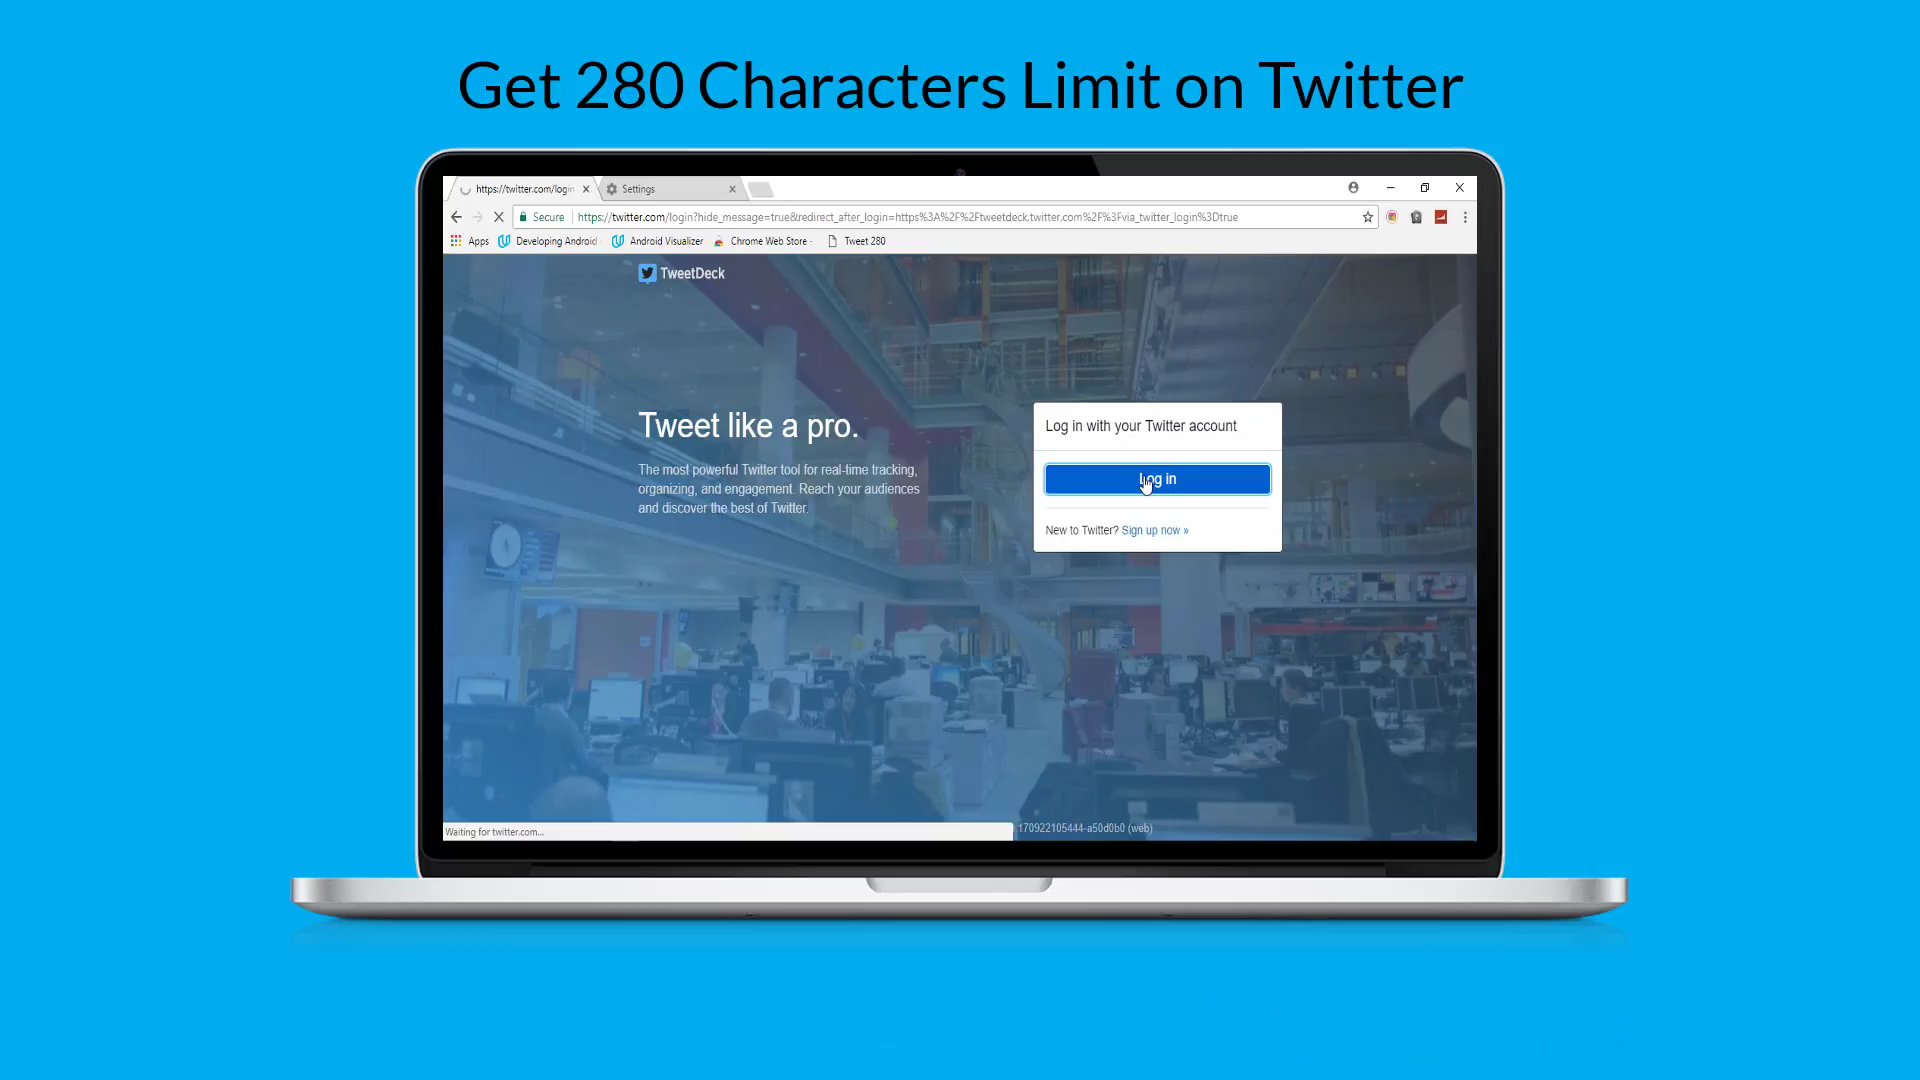 Get 280 Characters Limit on Twitter
https://twitter.com/login
Settings
Secure
https://twitter.com/login?hide_message=true&redirect_after_login=https%3A%2F%2Ftweetdeck.twitter.com%2F%3Fvia_twitter_login%3Dtrue
Apps
Developing Android
Android Visualizer
Chrome Web Store -
Tweet 280
TweetDeck
Tweet like a pro.
The most powerful Twitter tool for real-time tracking,
organizing, and engagement. Reach your audiences
and discover the best of Twitter.
Log in with your Twitter account
Log in
New to Twitter? Sign up now »
Waiting for twitter.com...
.170922105444-a50d0b0 (web)